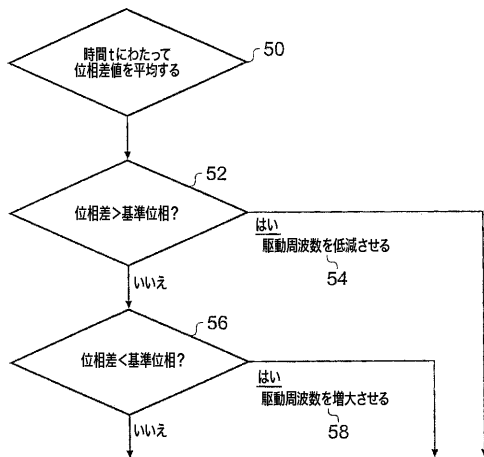 時間tにわたって
位相差値を平均する
50
52
位相差>基準位相?
はい
駆動周波数を低減させる
54
いいえ
56
位相差<基準位相?
はい
駆動周波数を増大させる
58
いいえ